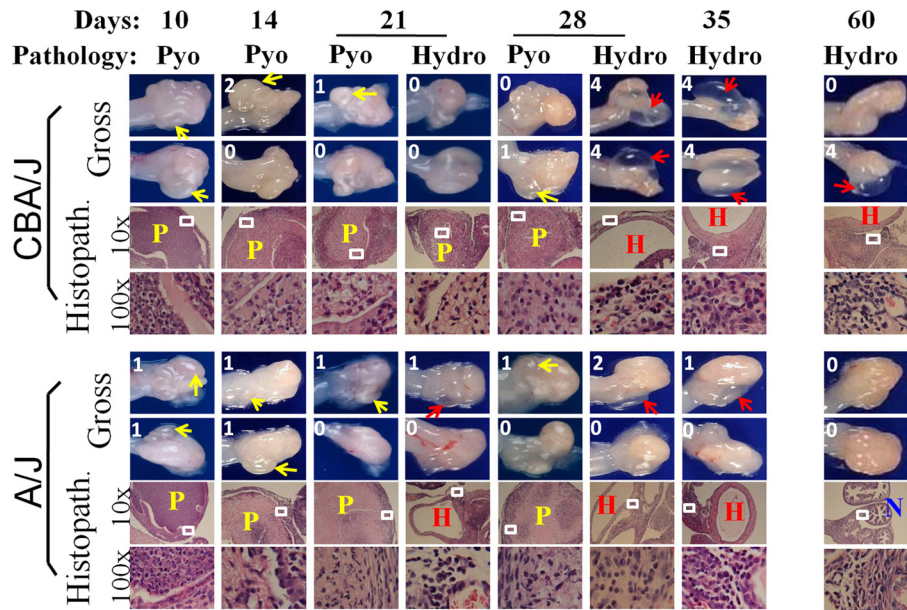 Days: 10 14 21 28 35 60
Pathology: Pyo Pyo Pyo Hydro Pyo Hydro Hydro Hydro
CBA/J
Gross
2 1 0 0 4 4 0
0 0 0 1 4 4 4
Histopath.
10x
P P P P P H H H
100x
A/J
Gross
1 1 1 1 1 2 1 0
1 1 0 0 0 0 0 0
Histopath.
10x
P P P H P H H N
100x